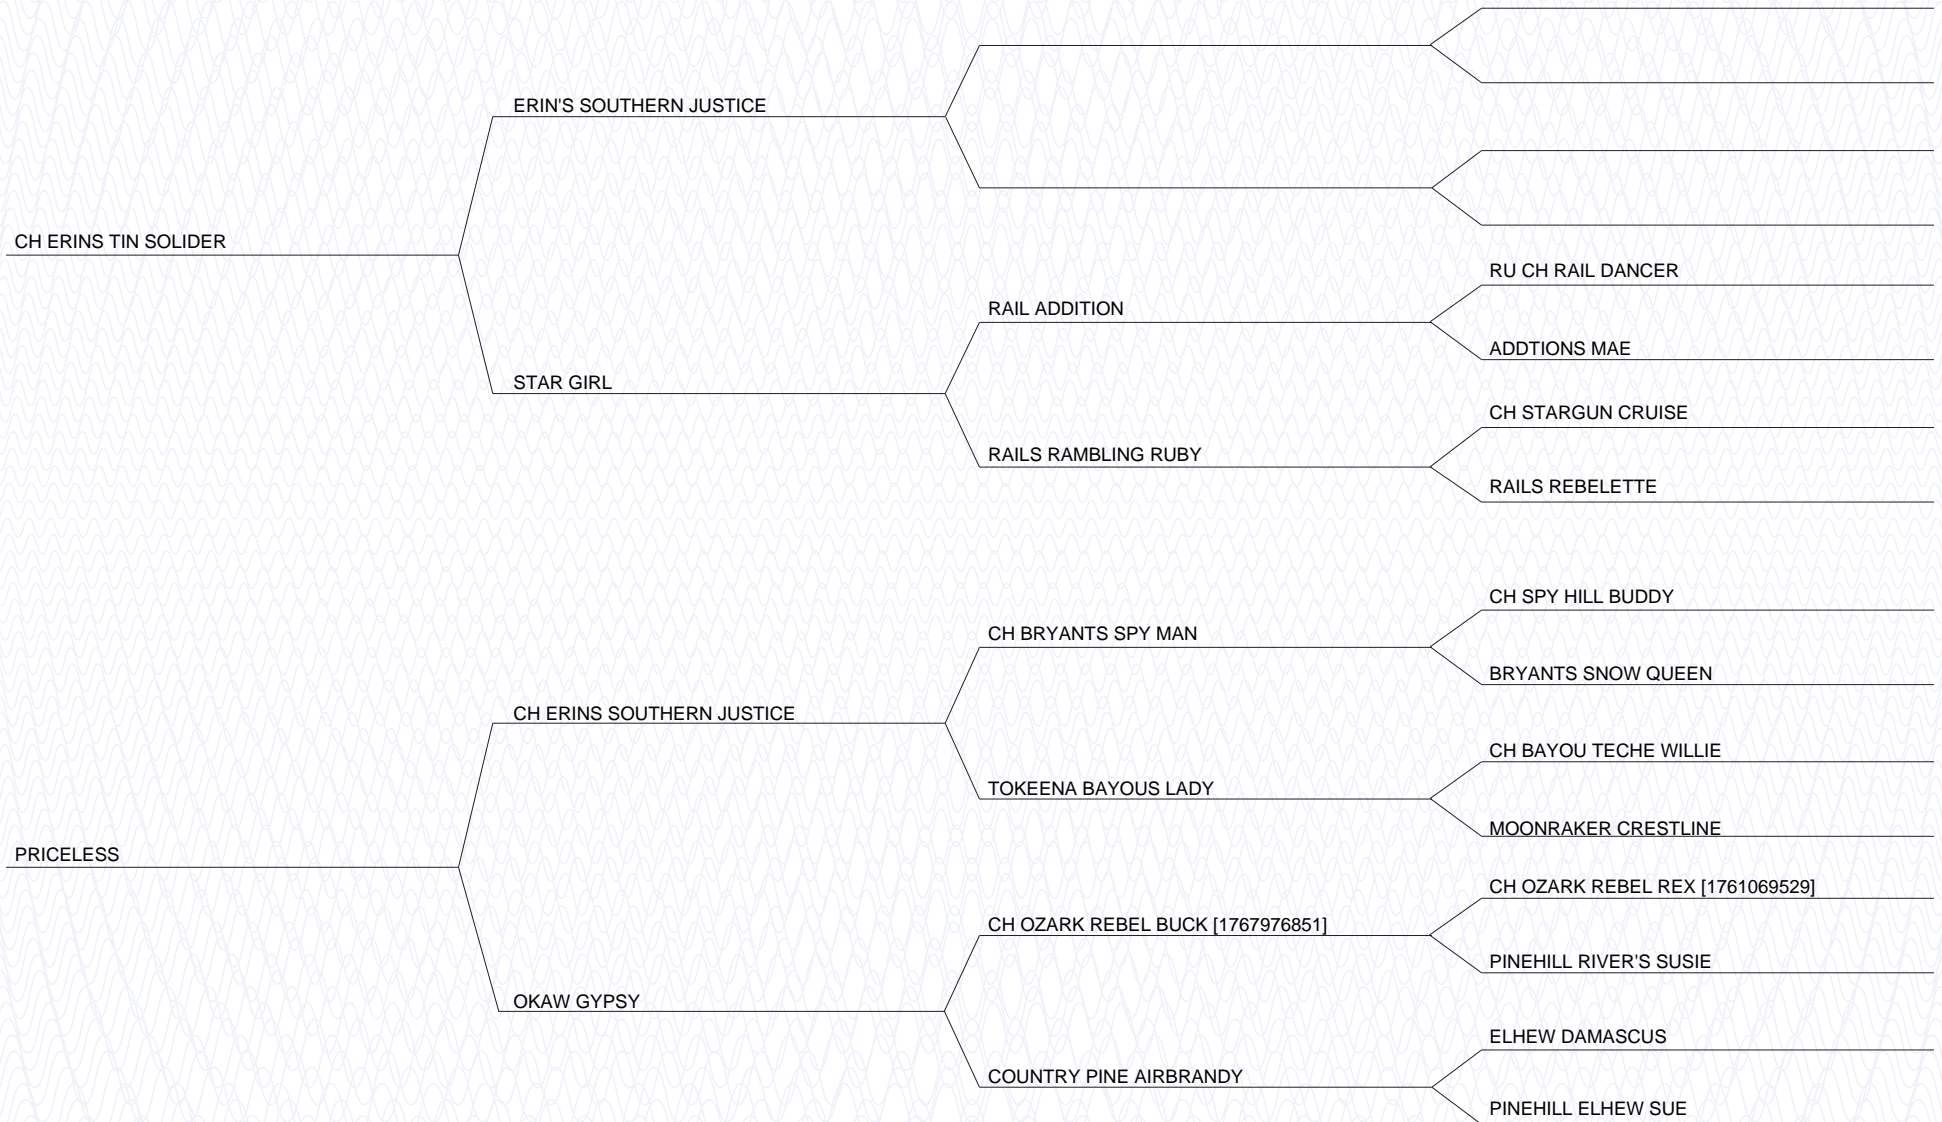 ERIN'S SOUTHERN JUSTICE
CH ERINS TIN SOLIDER
RU CH RAIL DANCER
RAIL ADDITION
ADDTIONS MAE
STAR GIRL
CH STARGUN CRUISE
RAILS RAMBLING RUBY
RAILS REBELETTE
CH SPY HILL BUDDY
CH BRYANTS SPY MAN
BRYANTS SNOW QUEEN
CH ERINS SOUTHERN JUSTICE
CH BAYOU TECHE WILLIE
TOKEENA BAYOUS LADY
MOONRAKER CRESTLINE
PRICELESS
CH OZARK REBEL REX [1761069529]
CH OZARK REBEL BUCK [1767976851]
PINEHILL RIVER'S SUSIE
OKAW GYPSY
ELHEW DAMASCUS
COUNTRY PINE AIRBRANDY
PINEHILL ELHEW SUE